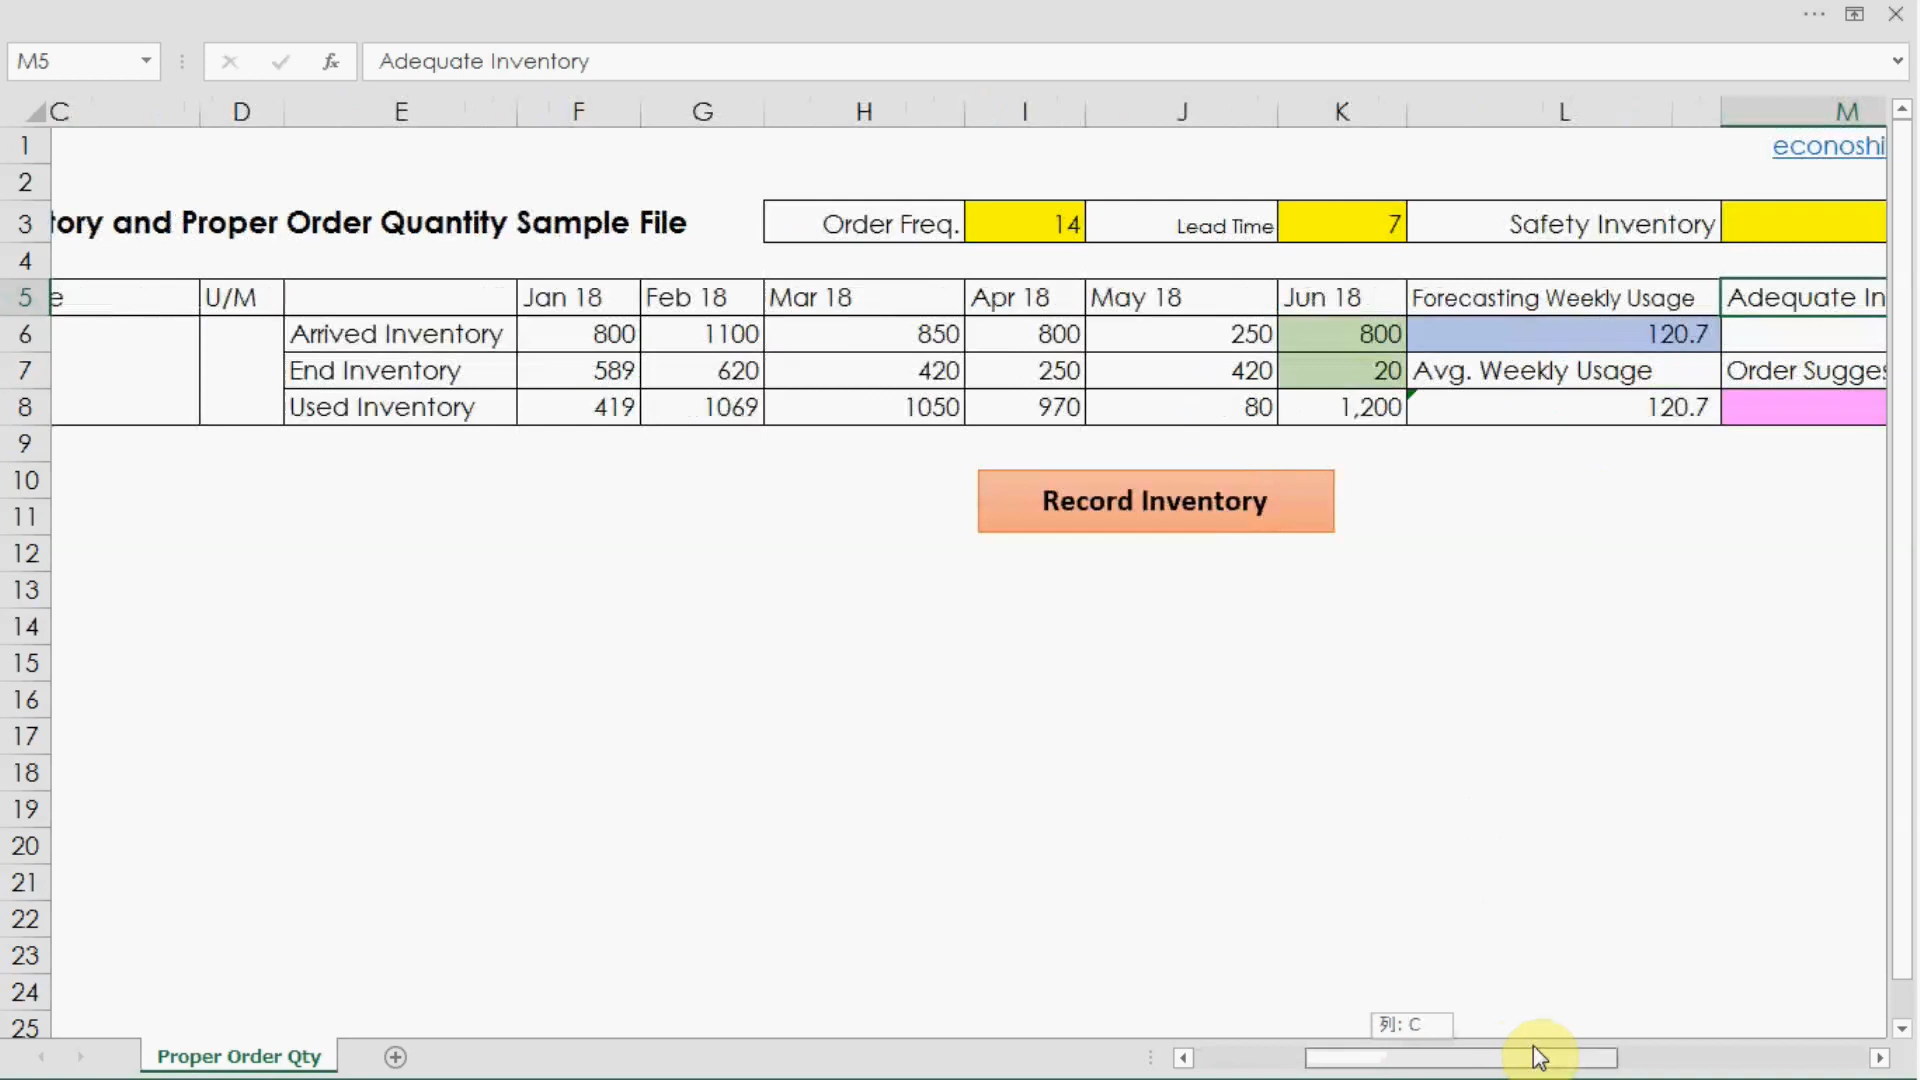 M5 fx Adequate Inventory
C D E F G H I J K L M
1 econoshi
2
3 tory and Proper Order Quantity Sample File Order Freq. 14 Lead Time 7 Safety Inventory
4
5 e U/M Jan 18 Feb 18 Mar 18 Apr 18 May 18 Jun 18 Forecasting Weekly Usage Adequate In
6 Arrived Inventory 800 1100 850 800 250 800 120.7
7 End Inventory 589 620 420 250 420 20 Avg. Weekly Usage Order Sugges
8 Used Inventory 419 1069 1050 970 80 1,200 120.7
9
10
Record Inventory
11
12
13
14
15
16
17
18
19
20
21
22
23
24
25
列: C
Proper Order Qty